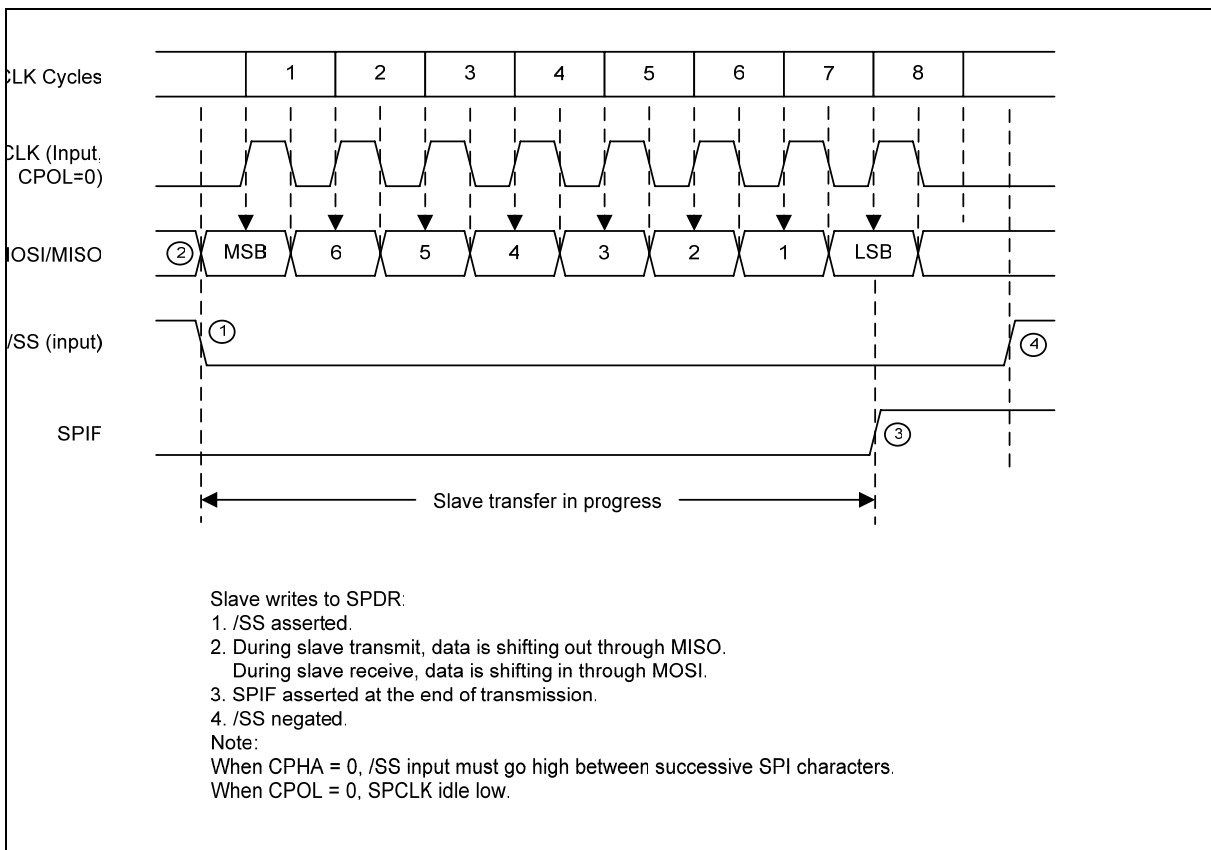 1 2 3 4 5 6 7 8
CLK Cycles
CLK (Input,
CPOL=0)
② MSB 6 5 4 3 2 1 LSB
IOSI/MISO
/SS (input)
①
④
SPIF
③
Slave transfer in progress
Slave writes to SPDR:
1. /SS asserted.
2. During slave transmit, data is shifting out through MISO.
During slave receive, data is shifting in through MOSI.
3. SPIF asserted at the end of transmission.
4. /SS negated.
Note:
When CPHA = 0, /SS input must go high between successive SPI characters.
When CPOL = 0, SPCLK idle low.